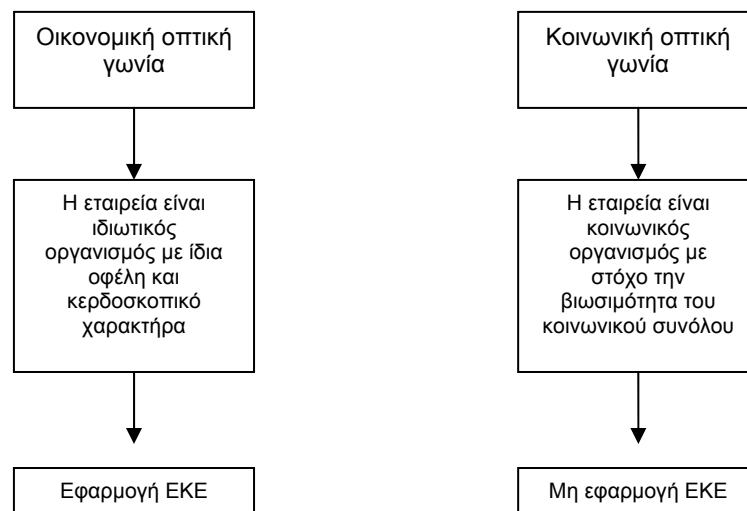 Οικονομική οπτική
γωνία
Η εταιρεία είναι
ιδιωτικός
οργανισμός με ίδια
οφέλη και
κερδοσκοπικό
χαρακτήρα
Εφαρμογή ΕΚΕ
Κοινωνική οπτική
γωνία
Η εταιρεία είναι
κοινωνικός
οργανισμός με
στόχο την
βιωσιμότητα του
κοινωνικού συνόλου
Μη εφαρμογή ΕΚΕ